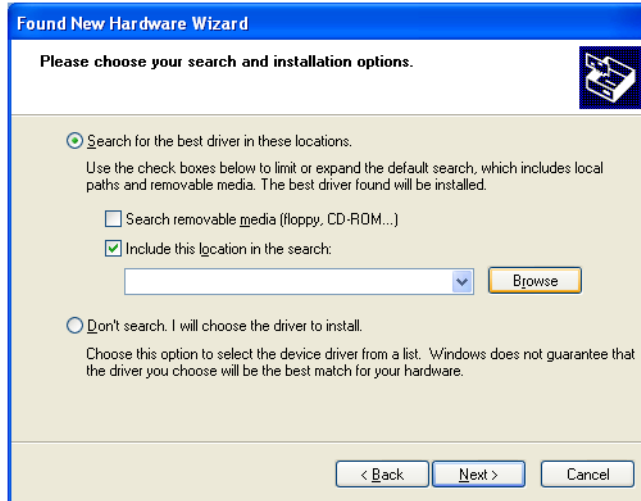 Found New Hardware Wizard
Please choose your search and installation options.
Search for the best driver in these locations.
Use the check boxes below to limit or expand the default search, which includes local
paths and removable media. The best driver found will be installed.
Search removable media (floppy, CD-ROM...)
Include this location in the search:
Browse
Don't search. I will choose the driver to install.
Choose this option to select the device driver from a list. Windows does not guarantee that
the driver you choose will be the best match for your hardware.
< Back Next > Cancel